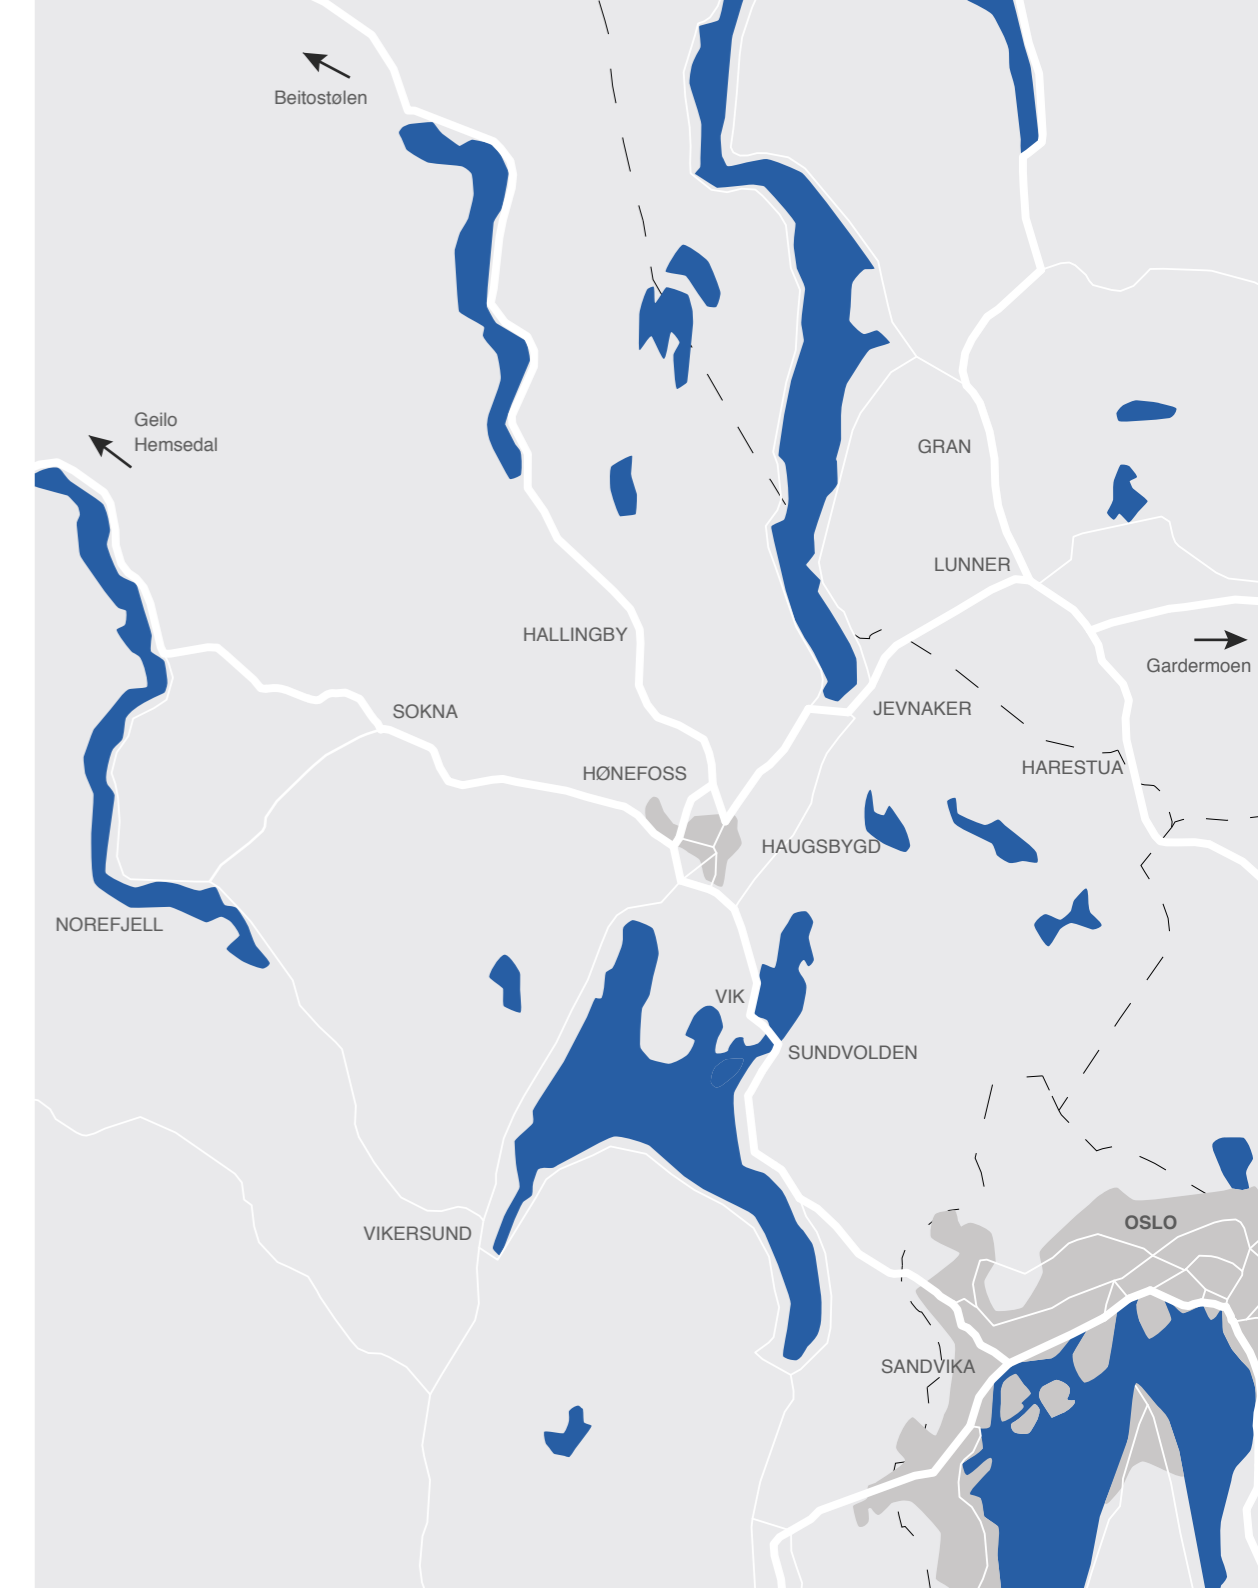 Beitostølen
Geilo
Hemsedal
GRAN
LUNNER
HALLINGBY
Gardermoen
SOKNA
JEVNAKER
HØNEFOSS
HARESTUA
HAUGSBYGD
NOREFJELL
VIK
SUNDVOLDEN
OSLO
VIKERSUND
SANDVIKA